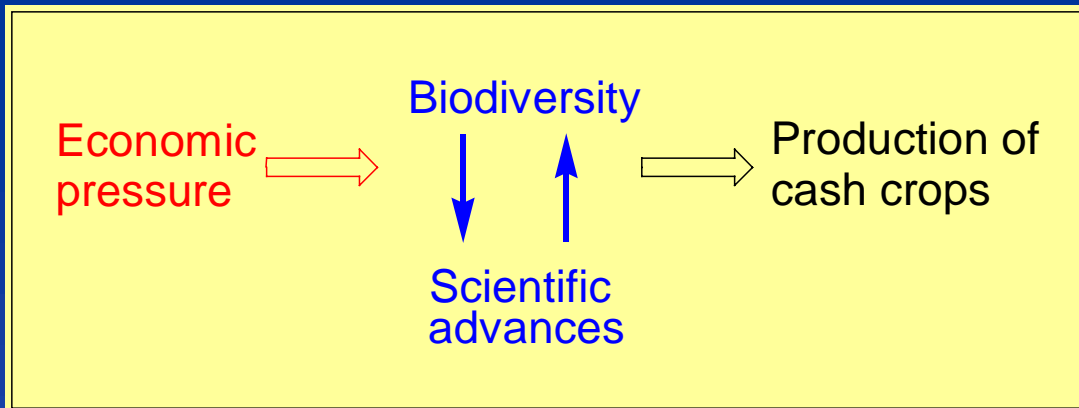 Economic
pressure
Biodiversity
Scientific
advances
Production of
cash crops